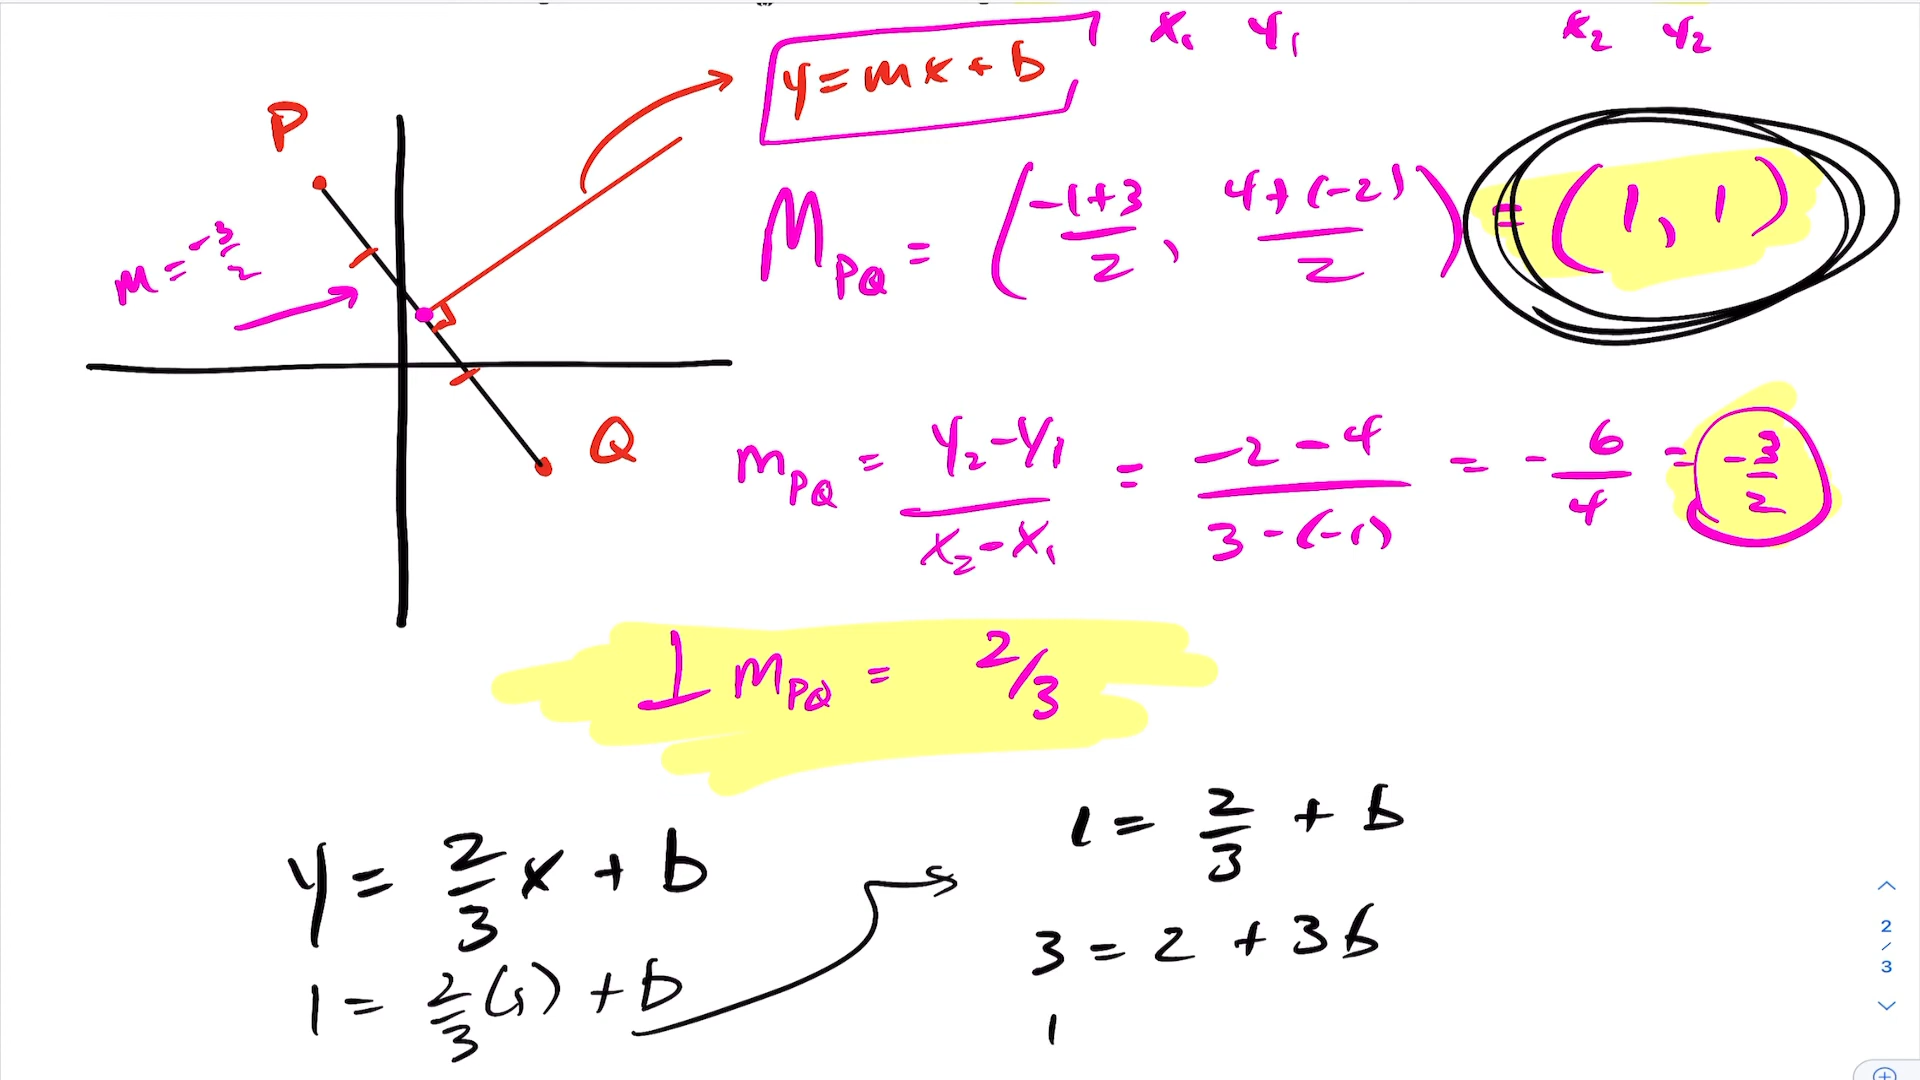 x₁ y₁ x₂ y₂
y = mx + b
P
M_PQ = ( (-1+3)/2 , (4+(-2))/2 ) = (1, 1)
m = -3/2
Q
m_PQ = (y₂-y₁)/(x₂-x₁) = (-2-4)/(3-(-1)) = -6/4 = -3/2
⊥ m_PQ = 2/3
y = 2/3 x + b
1 = 2/3 (1) + b
1 = 2/3 + b
3 = 2 + 3b
1
2/3